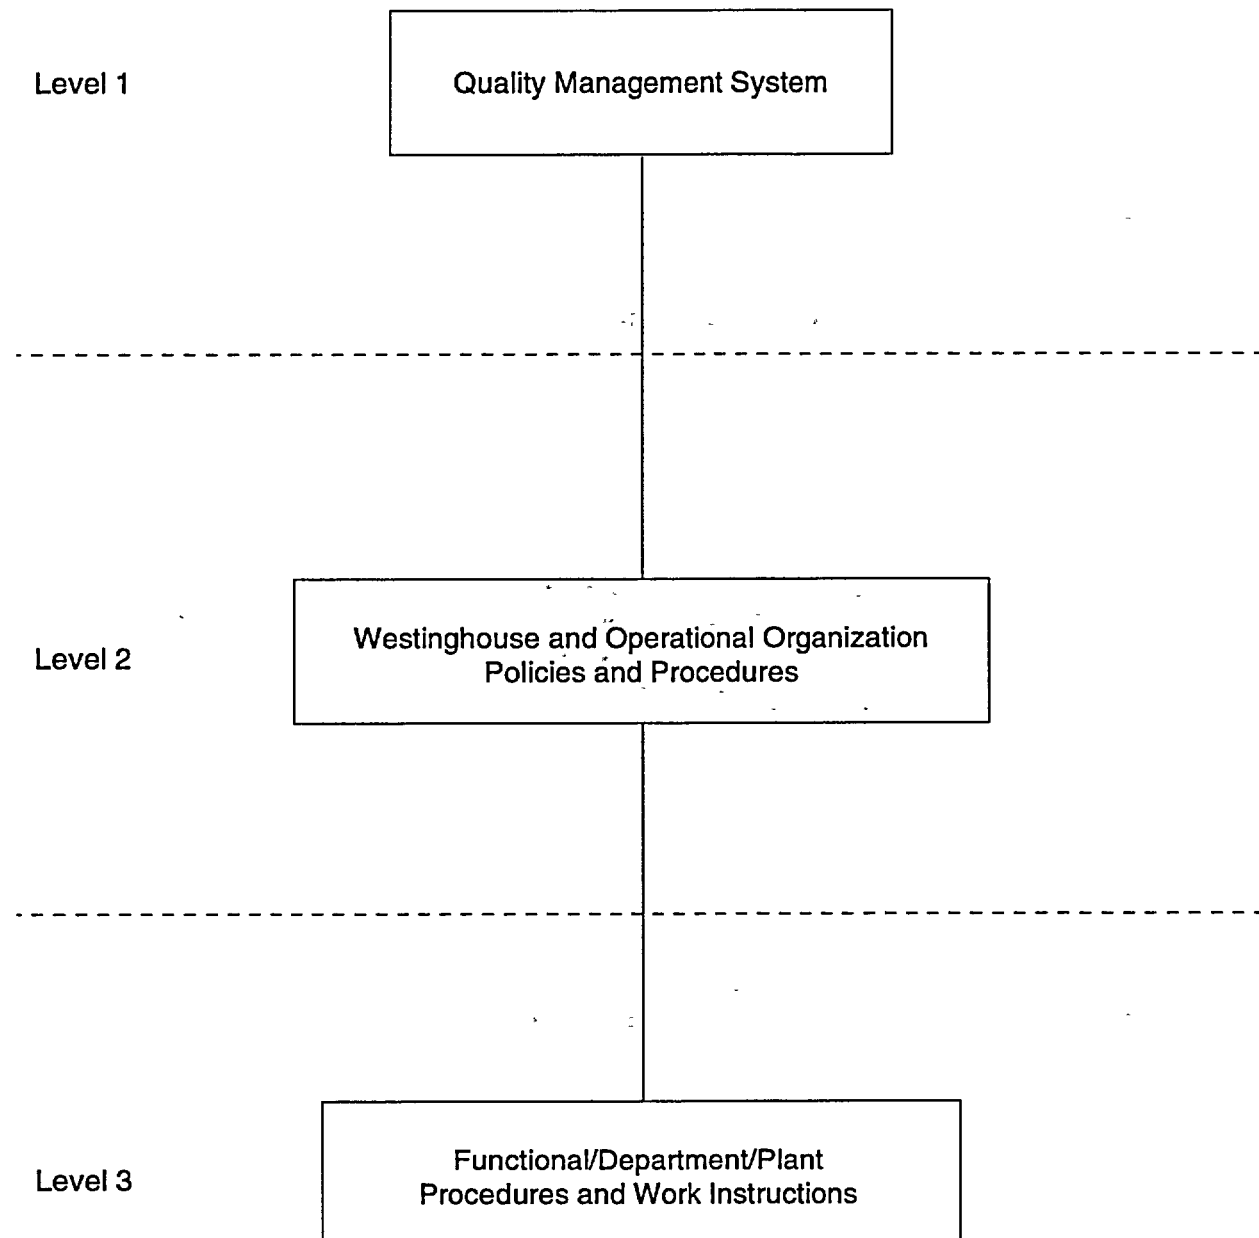 Level 1
Quality Management System
Level 2
Westinghouse and Operational Organization
Policies and Procedures
Level 3
Functional/Department/Plant
Procedures and Work Instructions